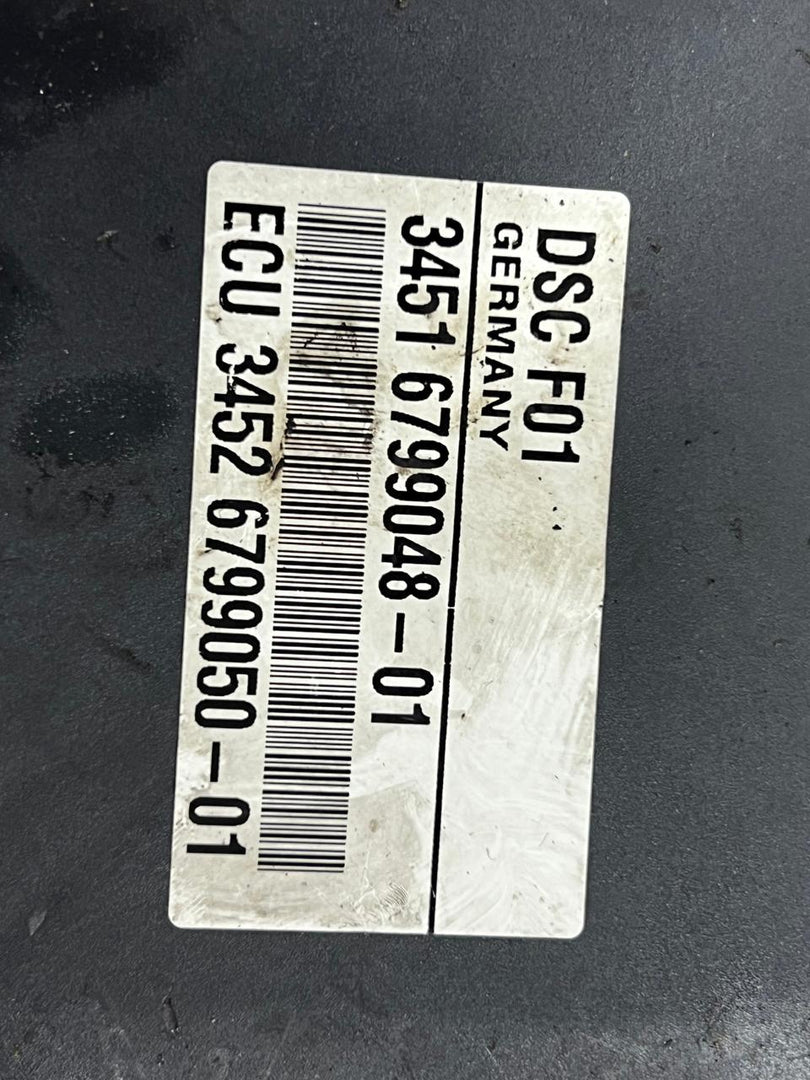 DSC F01
GERMANY
3451 6799048-01
ECU 3452 6799050-01